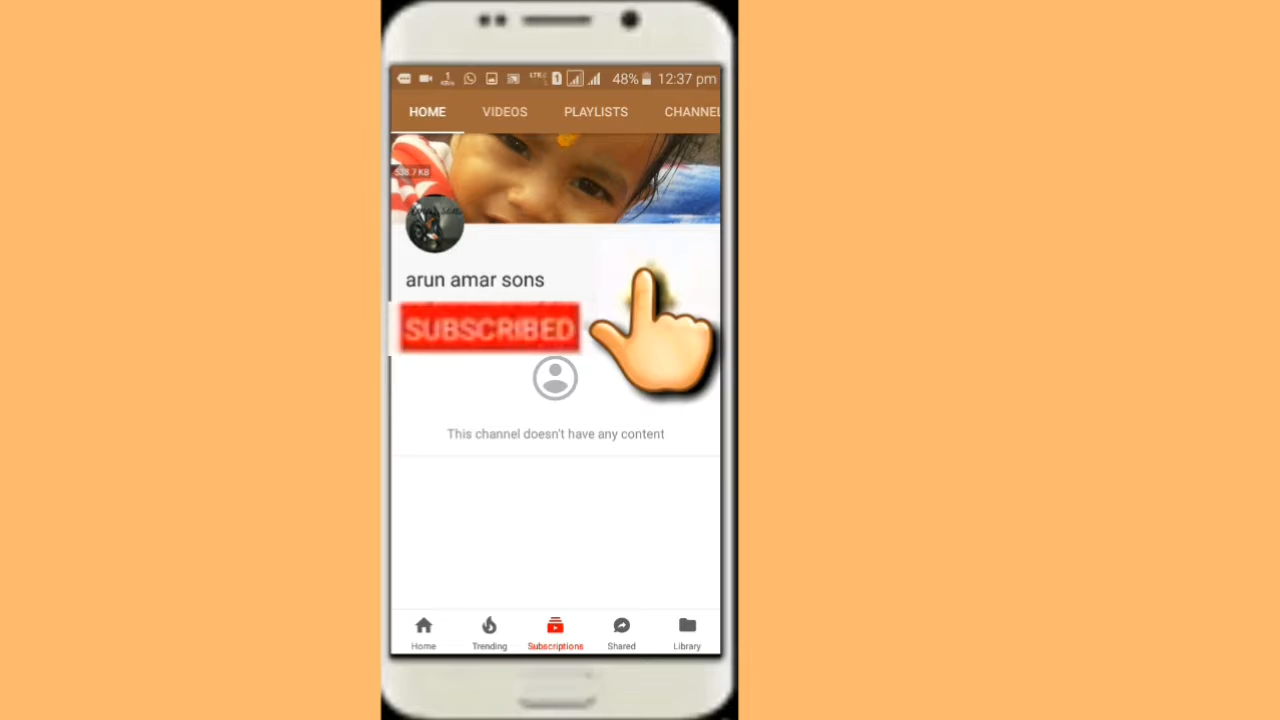 48% 12:37 pm
HOME VIDEOS PLAYLISTS CHANNEL
arun amar sons
SUBSCRIBED
This channel doesn't have any content
Home Trending Subscriptions Shared Library